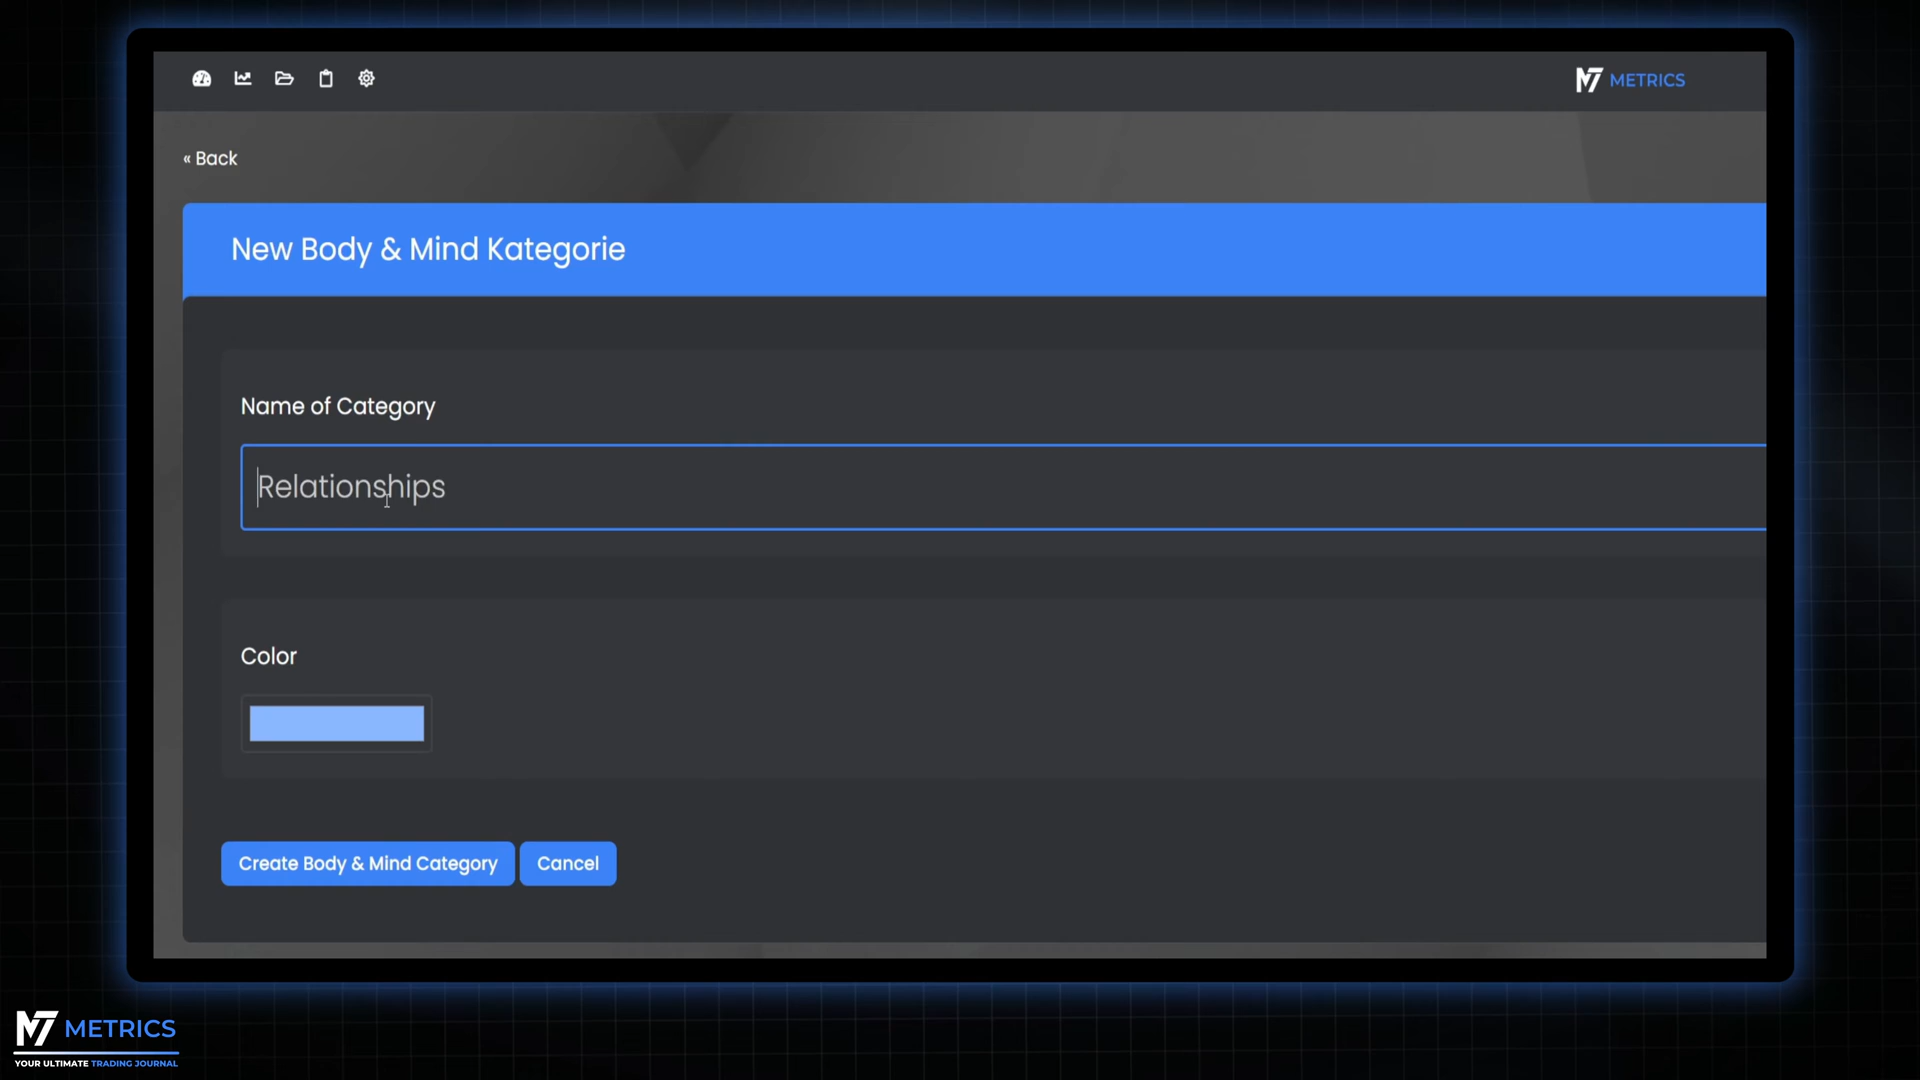 METRICS
« Back
New Body & Mind Kategorie
Name of Category
Relationships
Color
Create Body & Mind Category
Cancel
METRICS
YOUR ULTIMATE TRADING JOURNAL